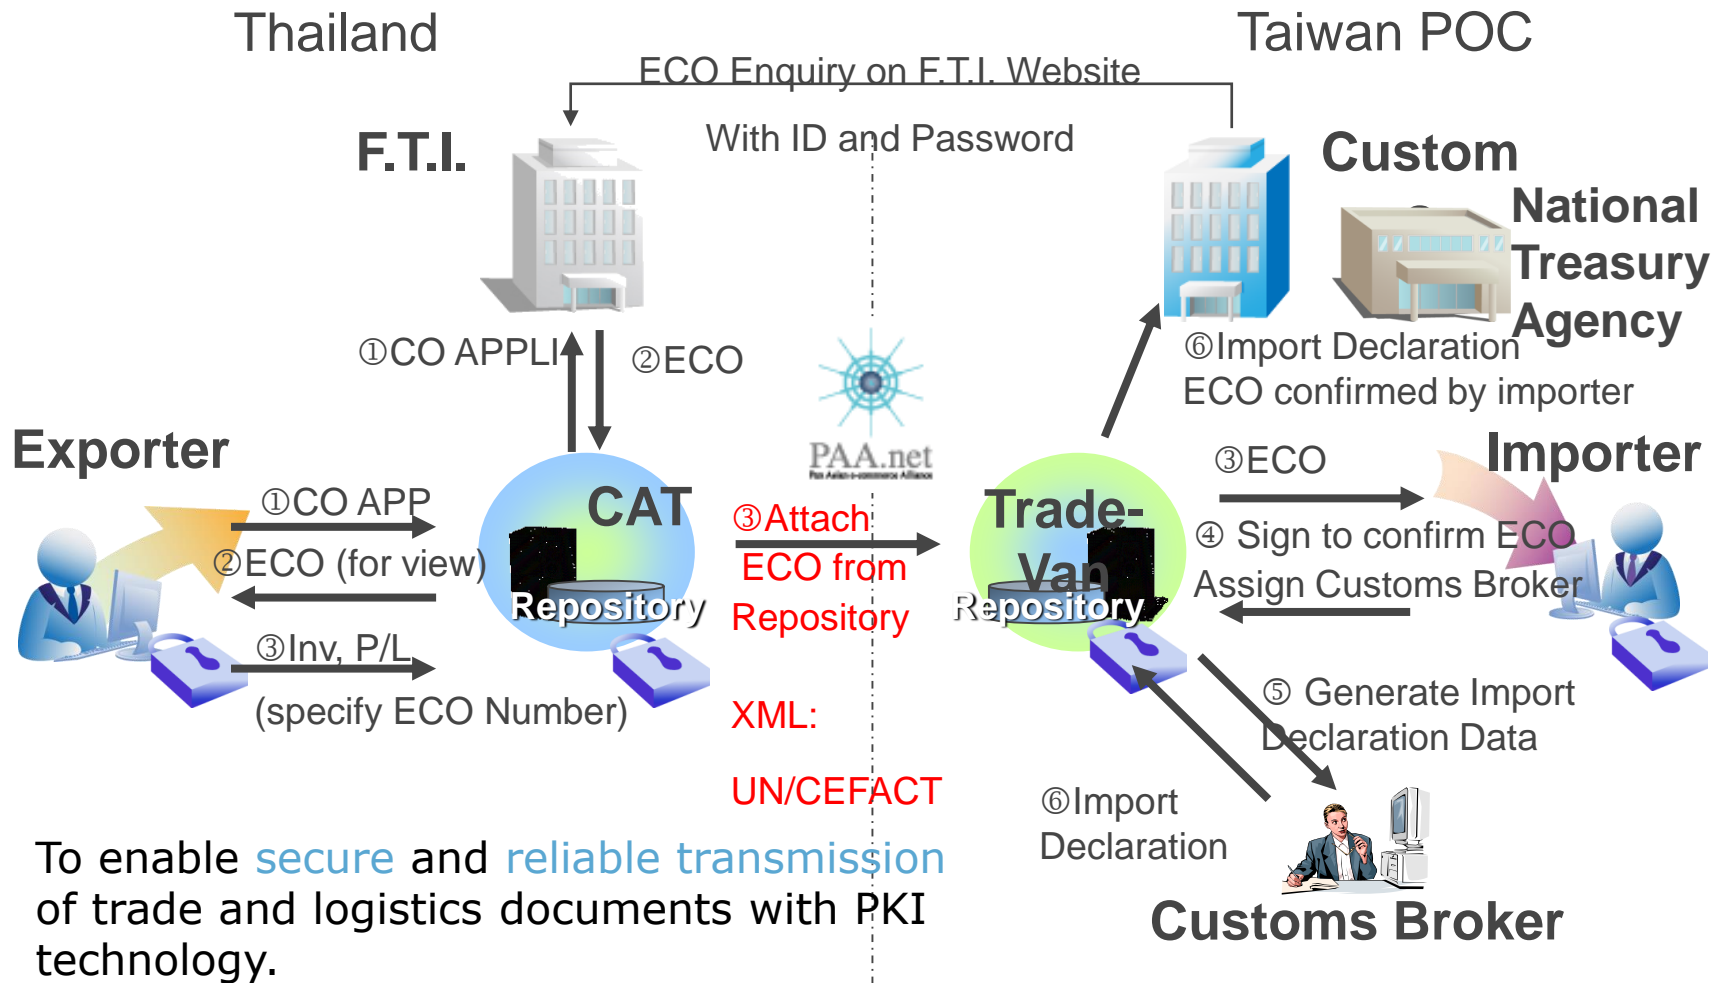 Thailand
Taiwan POC
ECO Enquiry on F.T.I. Website
With ID and Password
F.T.I.
Custom
National
Treasury
Agency
①CO APPLI
②ECO
⑥Import Declaration
ECO confirmed by importer
PAA.net
Pan Asian e-commerce Alliance
Exporter
①CO APP
②ECO (for view)
③Inv, P/L
(specify ECO Number)
CAT
Repository
③Attach
ECO from
Repository
XML:
UN/CEFACT
Trade-
Van
Repository
Importer
③ECO
④ Sign to confirm ECO
Assign Customs Broker
⑤ Generate Import
Declaration Data
⑥Import
Declaration
Customs Broker
To enable secure and reliable transmission
of trade and logistics documents with PKI
technology.